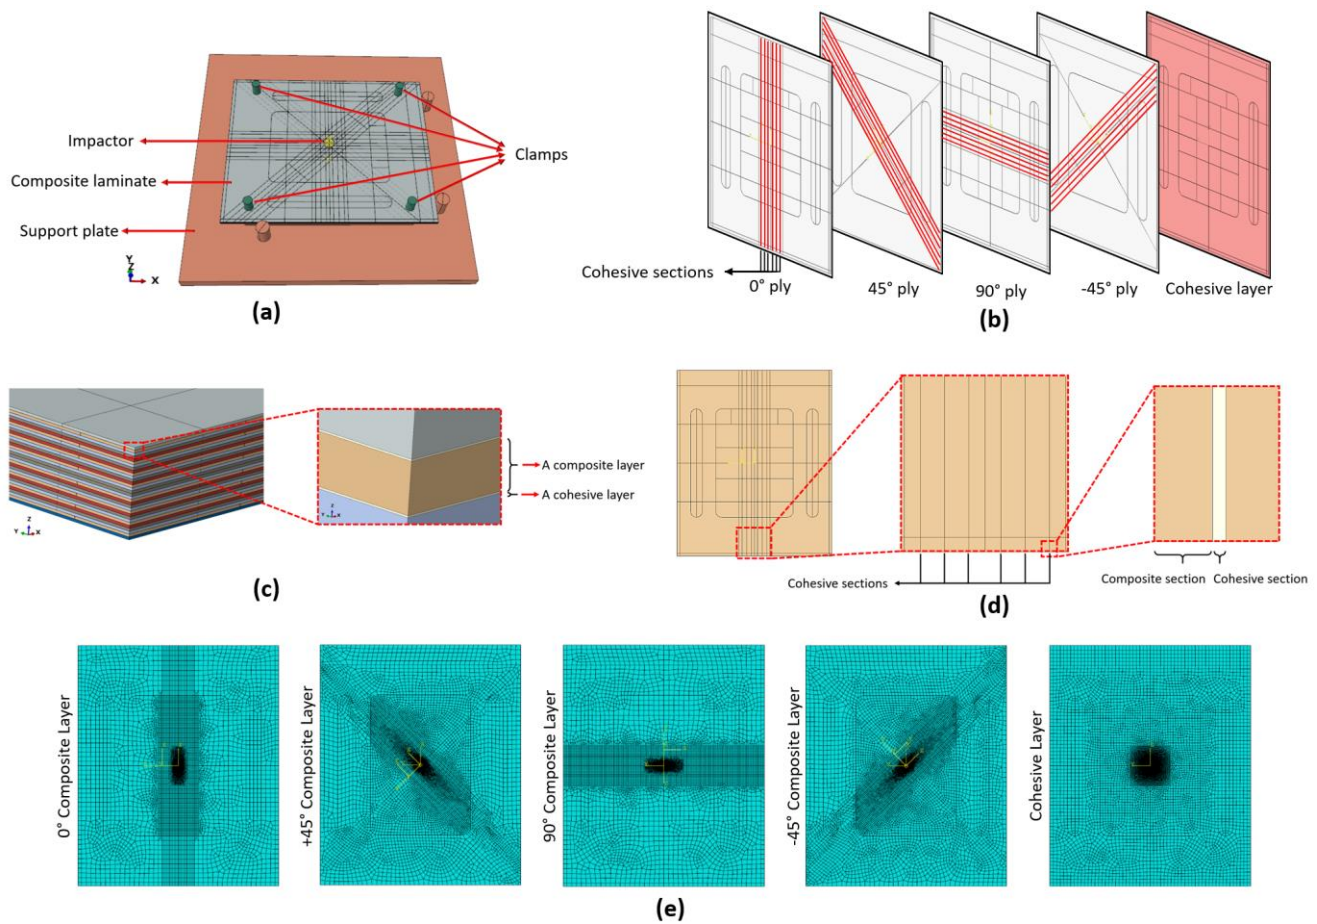 Impactor
Composite laminate
Support plate
Clamps
Y
Z
X
(a)
Cohesive sections
0° ply
45° ply
90° ply
-45° ply
Cohesive layer
(b)
A composite layer
A cohesive layer
Z
Y
X
Z
Y
X
(c)
Cohesive sections
Composite section
Cohesive section
(d)
0° Composite Layer
+45° Composite Layer
90° Composite Layer
-45° Composite Layer
Cohesive Layer
(e)